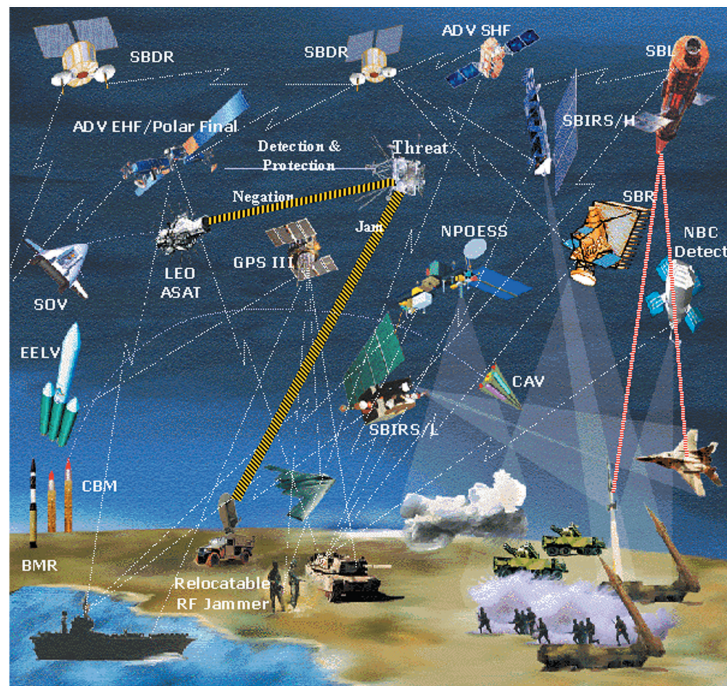 SBDR
SBDR
ADV SHF
SBL
ADV EHF/Polar Final
Detection &
Protection
Threat
SBIRS/H
Negation
Jam
SBR
LEO
ASAT
GPS III
NPOESS
NBC
Detect
SOV
EELV
CAV
SBIRS/L
CBM
BMR
Relocatable
RF Jammer